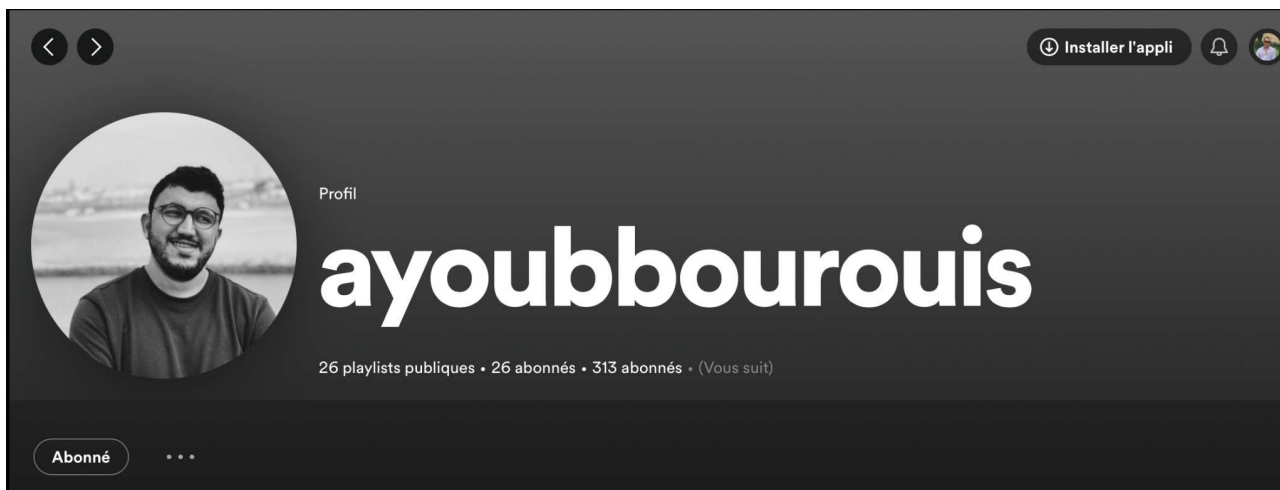 Installer l'appli
Profil
ayoubbourouis
26 playlists publiques • 26 abonnés • 313 abonnés • (Vous suit)
Abonné